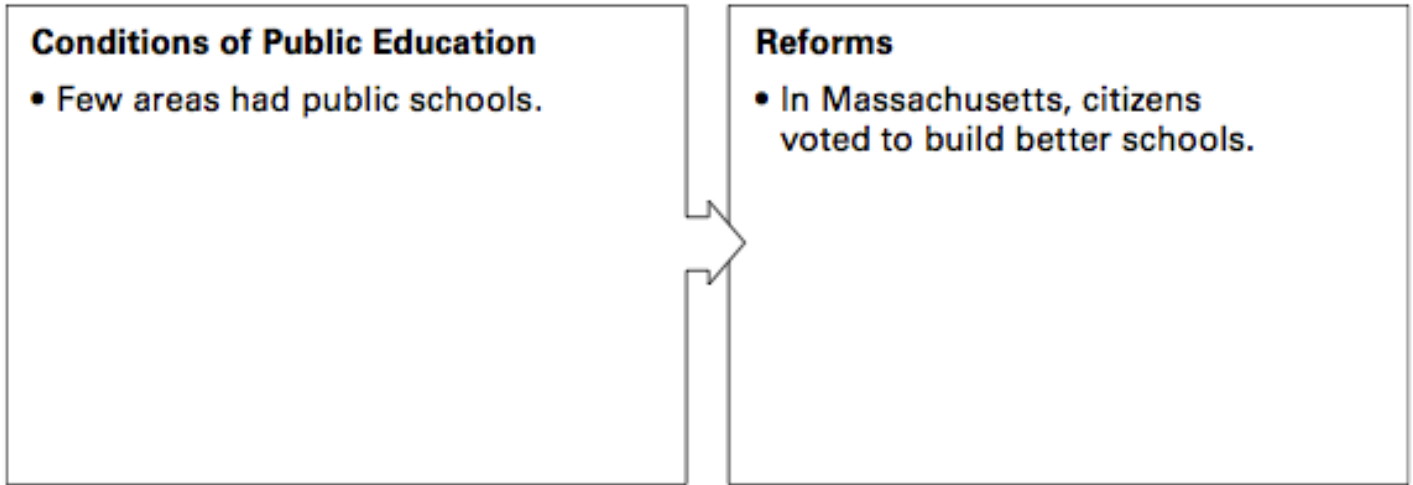 Conditions of Public Education
• Few areas had public schools.
Reforms
• In Massachusetts, citizens
voted to build better schools.